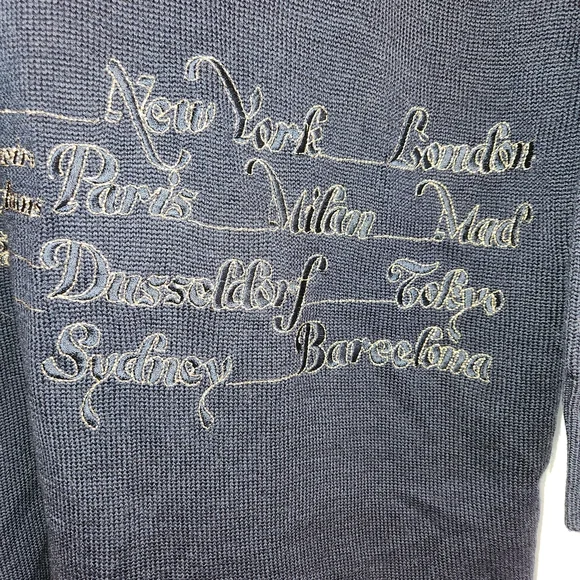 New York London
Paris Milan Mad
Dusseldorf Tokyo
Sydney Barcelona